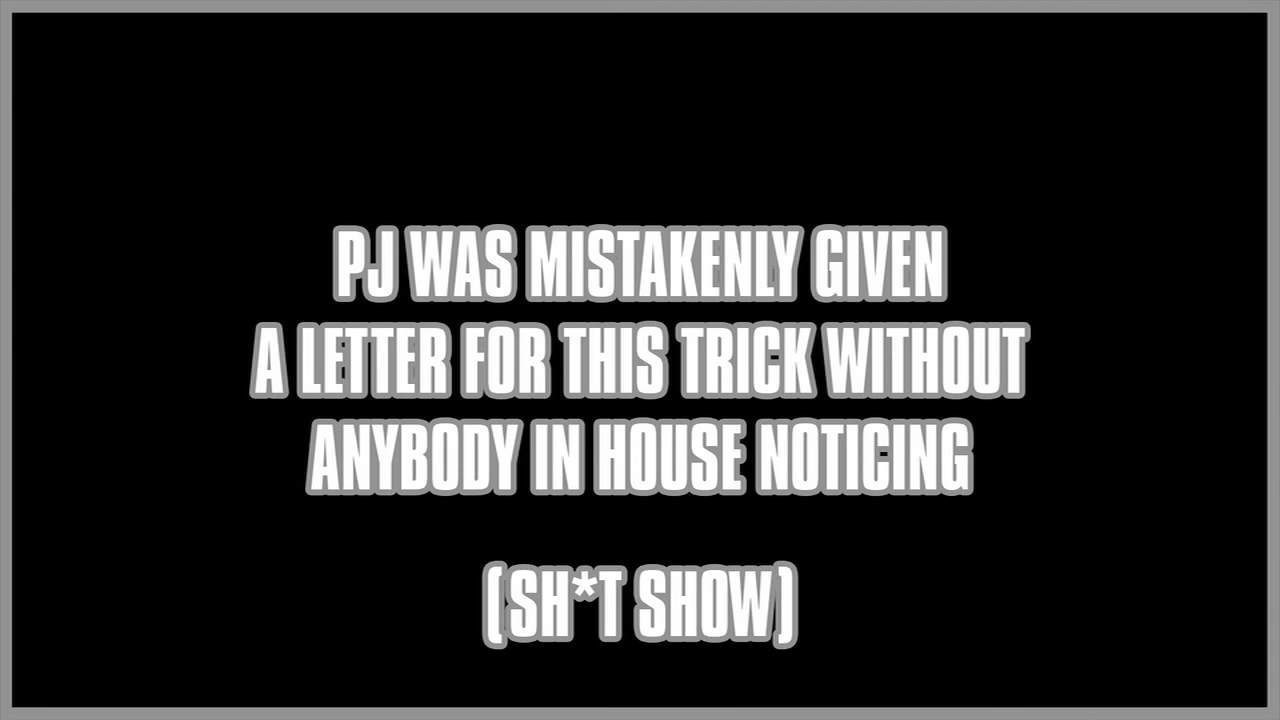 PJ WAS MISTAKENLY GIVEN
A LETTER FOR THIS TRICK WITHOUT
ANYBODY IN HOUSE NOTICING
(SH*T SHOW)